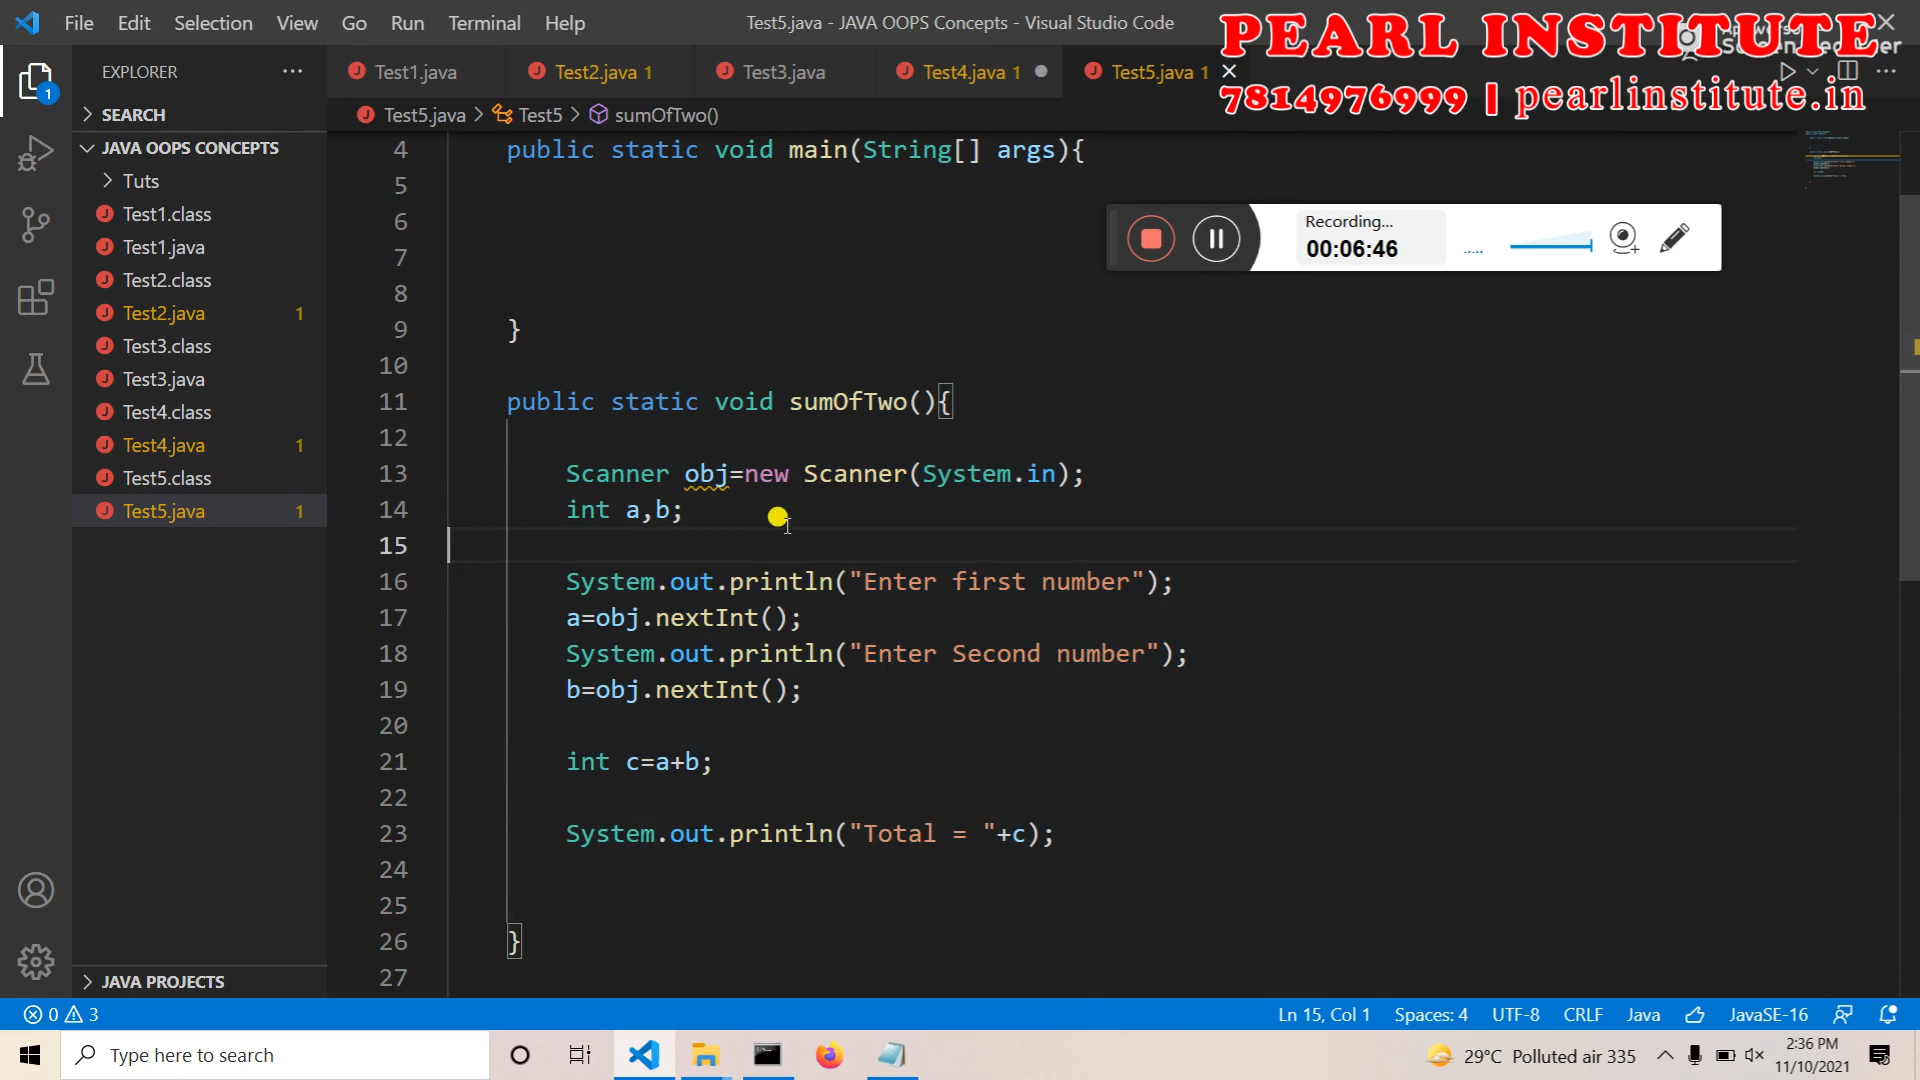 File Edit Selection View Go Run Terminal Help
Test5.java - JAVA OOPS Concepts - Visual Studio Code
PEARL INSTITUTE
7814976999 | pearlinstitute.in
EXPLORER
Test1.java
Test2.java 1
Test3.java
Test4.java 1
Test5.java 1
Test5.java > Test5 > sumOfTwo()
SEARCH
JAVA OOPS CONCEPTS
Tuts
Test1.class
Test1.java
Test2.class
Test2.java 1
Test3.class
Test3.java
Test4.class
Test4.java 1
Test5.class
Test5.java 1
JAVA PROJECTS
1
Recording...
00:06:46
4 public static void main(String[] args){
5
6
7
8
9 }
10
11 public static void sumOfTwo(){
12
13 Scanner obj=new Scanner(System.in);
14 int a,b;
15
16 System.out.println("Enter first number");
17 a=obj.nextInt();
18 System.out.println("Enter Second number");
19 b=obj.nextInt();
20
21 int c=a+b;
22
23 System.out.println("Total = "+c);
24
25
26 }
27
0 3
Ln 15, Col 1 Spaces: 4 UTF-8 CRLF Java JavaSE-16
Type here to search
29°C Polluted air 335
2:36 PM
11/10/2021